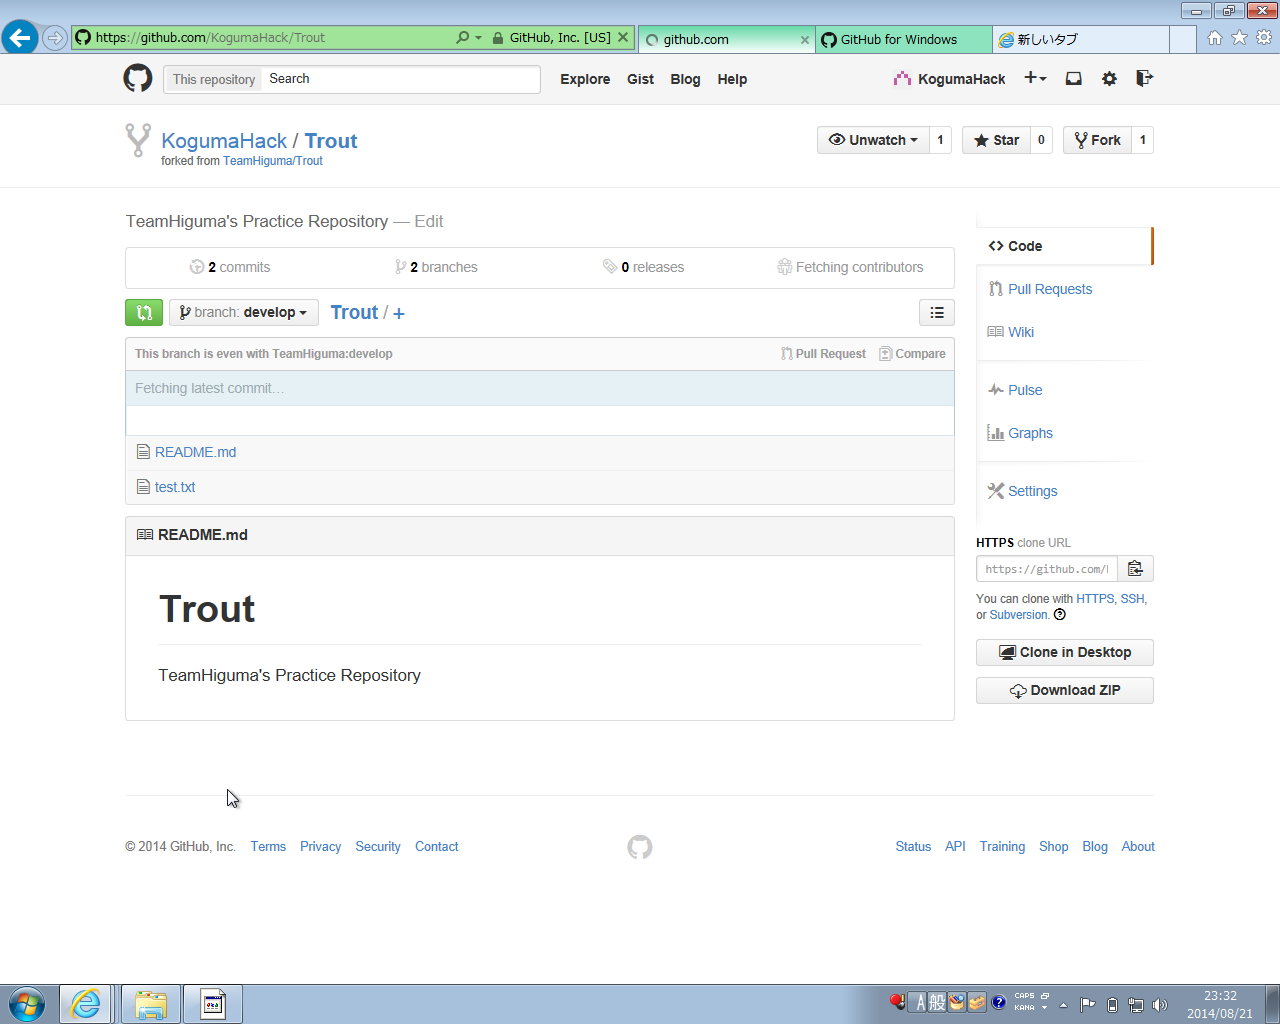 https://github.com/KogumaHack/Trout
GitHub, Inc. [US]
github.com
GitHub for Windows
新しいタブ
This repository
Search
Explore
Gist
Blog
Help
KogumaHack
KogumaHack / Trout
forked from TeamHiguma/Trout
Unwatch
1
Star
0
Fork
1
TeamHiguma's Practice Repository — Edit
2 commits
2 branches
0 releases
Fetching contributors
branch: develop
Trout / +
This branch is even with TeamHiguma:develop
Pull Request
Compare
Fetching latest commit…
README.md
test.txt
README.md
Trout
TeamHiguma's Practice Repository
Code
Pull Requests
Wiki
Pulse
Graphs
Settings
HTTPS clone URL
https://github.com/
You can clone with HTTPS, SSH,
or Subversion.
Clone in Desktop
Download ZIP
© 2014 GitHub, Inc.
Terms
Privacy
Security
Contact
Status
API
Training
Shop
Blog
About
A 般
CAPS
KANA
23:32
2014/08/21